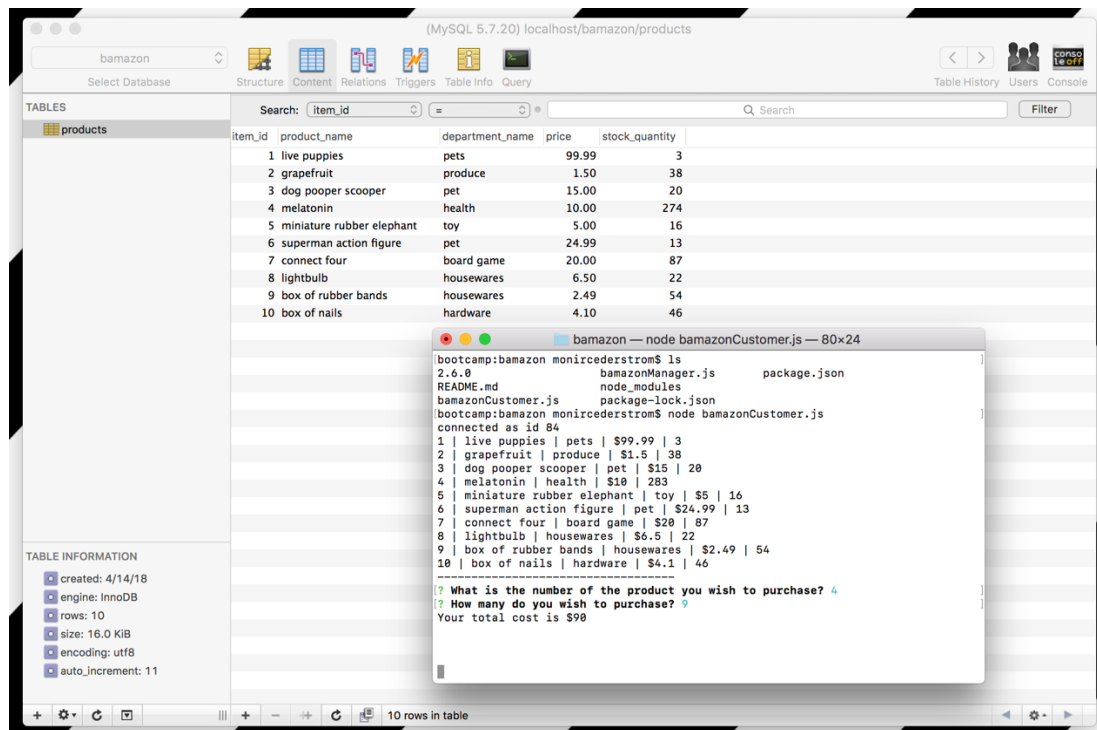 (MySQL 5.7.20) localhost/bamazon/products
bamazon
Select Database
Structure Content Relations Triggers Table Info Query
Table History Users Console
conso
le off
TABLES
products
Search: item_id = Search Filter
item_id product_name department_name price stock_quantity
1 live puppies pets 99.99 3
2 grapefruit produce 1.50 38
3 dog pooper scooper pet 15.00 20
4 melatonin health 10.00 274
5 miniature rubber elephant toy 5.00 16
6 superman action figure pet 24.99 13
7 connect four board game 20.00 87
8 lightbulb housewares 6.50 22
9 box of rubber bands housewares 2.49 54
10 box of nails hardware 4.10 46
bamazon — node bamazonCustomer.js — 80×24
[bootcamp:bamazon monircederstrom$ ls ]
2.6.0 bamazonManager.js package.json
README.md node_modules
bamazonCustomer.js package-lock.json
[bootcamp:bamazon monircederstrom$ node bamazonCustomer.js ]
connected as id 84
1 | live puppies | pets | $99.99 | 3
2 | grapefruit | produce | $1.5 | 38
3 | dog pooper scooper | pet | $15 | 20
4 | melatonin | health | $10 | 283
5 | miniature rubber elephant | toy | $5 | 16
6 | superman action figure | pet | $24.99 | 13
7 | connect four | board game | $20 | 87
8 | lightbulb | housewares | $6.5 | 22
9 | box of rubber bands | housewares | $2.49 | 54
10 | box of nails | hardware | $4.1 | 46
-----------------------------------
[? What is the number of the product you wish to purchase? 4 ]
[? How many do you wish to purchase? 9 ]
Your total cost is $90
TABLE INFORMATION
created: 4/14/18
engine: InnoDB
rows: 10
size: 16.0 KiB
encoding: utf8
auto_increment: 11
10 rows in table